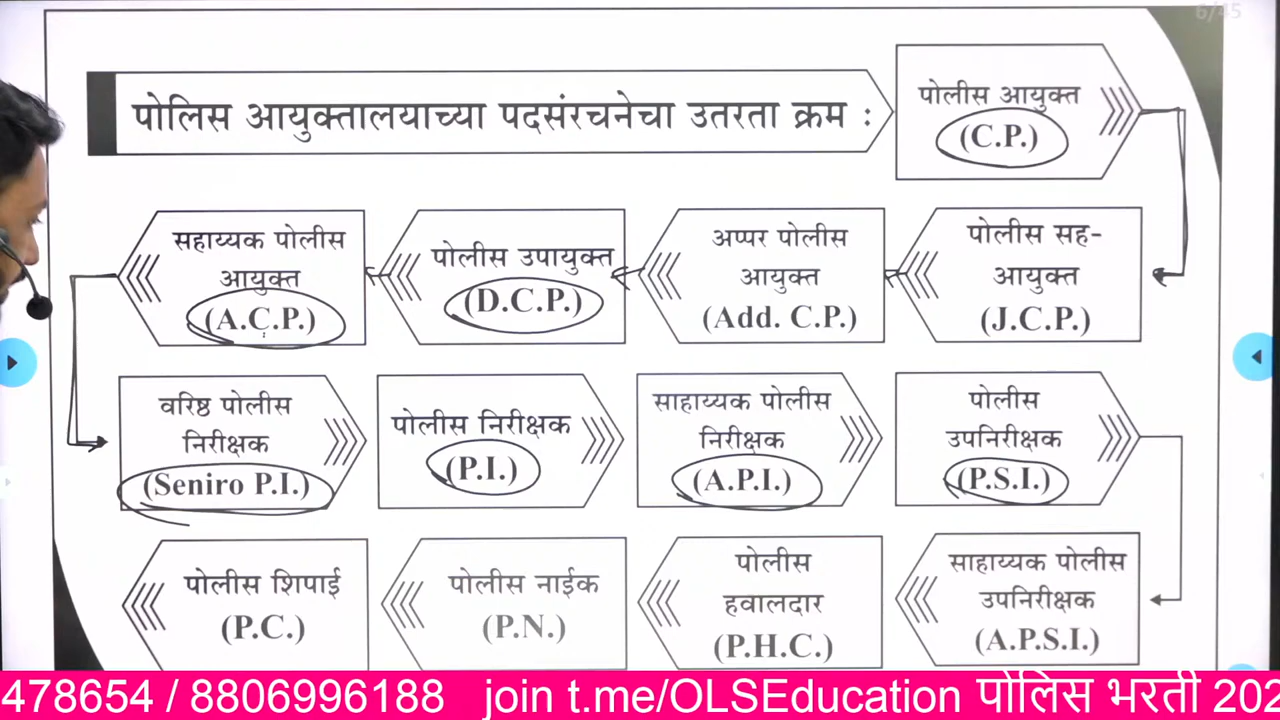 6/45
पोलिस आयुक्तालयाच्या पदसंरचनेचा उतरता क्रम :
पोलीस आयुक्त
(C.P.)
पोलीस सह-
आयुक्त
(J.C.P.)
अप्पर पोलीस
आयुक्त
(Add. C.P.)
पोलीस उपायुक्त
(D.C.P.)
सहाय्यक पोलीस
आयुक्त
(A.C.P.)
वरिष्ठ पोलीस
निरीक्षक
(Seniro P.I.)
पोलीस निरीक्षक
(P.I.)
साहाय्यक पोलीस
निरीक्षक
(A.P.I.)
पोलीस
उपनिरीक्षक
(P.S.I.)
साहाय्यक पोलीस
उपनिरीक्षक
(A.P.S.I.)
पोलीस
हवालदार
(P.H.C.)
पोलीस नाईक
(P.N.)
पोलीस शिपाई
(P.C.)
478654 / 8806996188 join t.me/OLSEducation पोलिस भरती 202